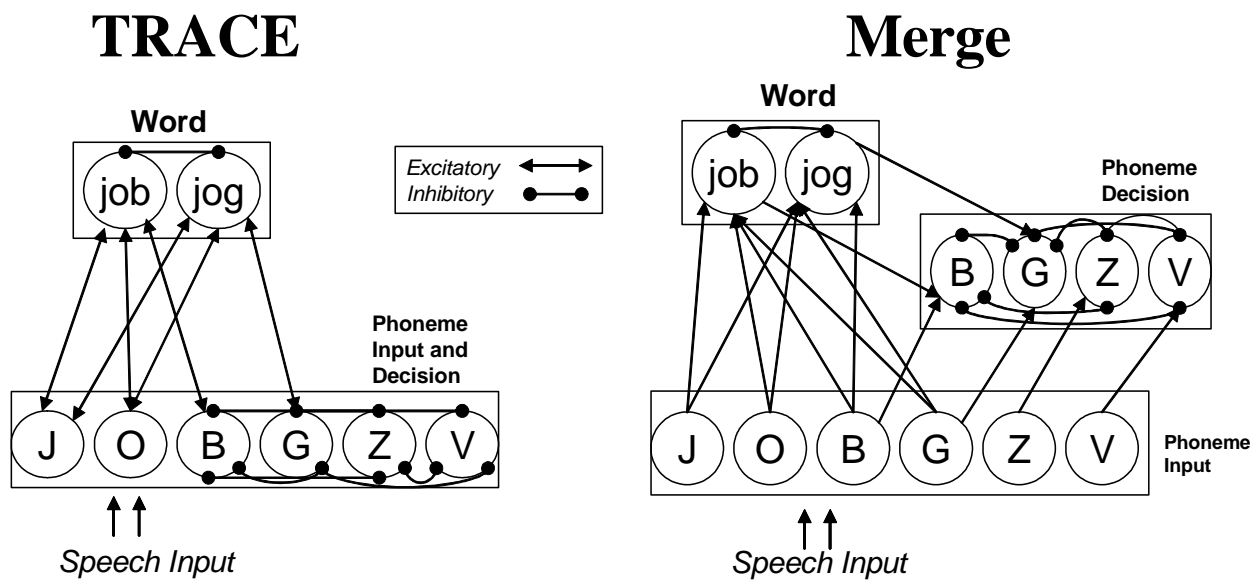 TRACE
Word
job jog
Excitatory
Inhibitory
Phoneme
Input and
Decision
J O B G Z V
Speech Input
Merge
Word
job jog
Phoneme
Decision
B G Z V
J O B G Z V
Phoneme
Input
Speech Input